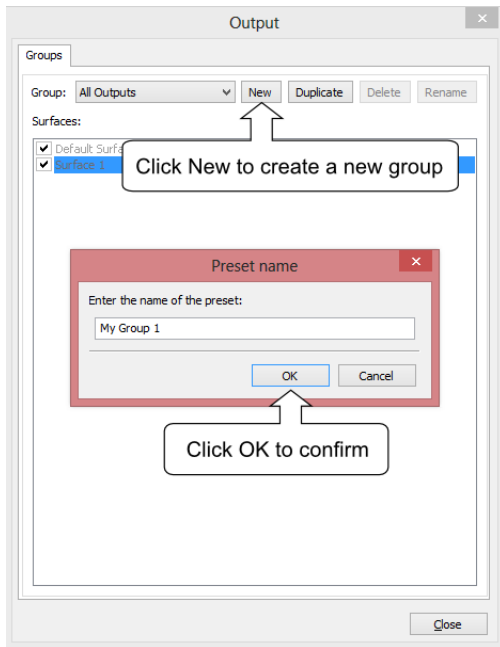 Output
Groups
Group: All Outputs New Duplicate Delete Rename
Surfaces:
Default Surfa
Click New to create a new group
Surface 1
Preset name
Enter the name of the preset:
My Group 1
OK Cancel
Click OK to confirm
Close